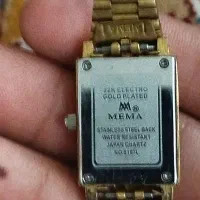 22K ELECTRO
GOLD PLATED
MEMA
STAINLESS STEEL BACK
WATER RESISTANT
JAPAN QUARTZ